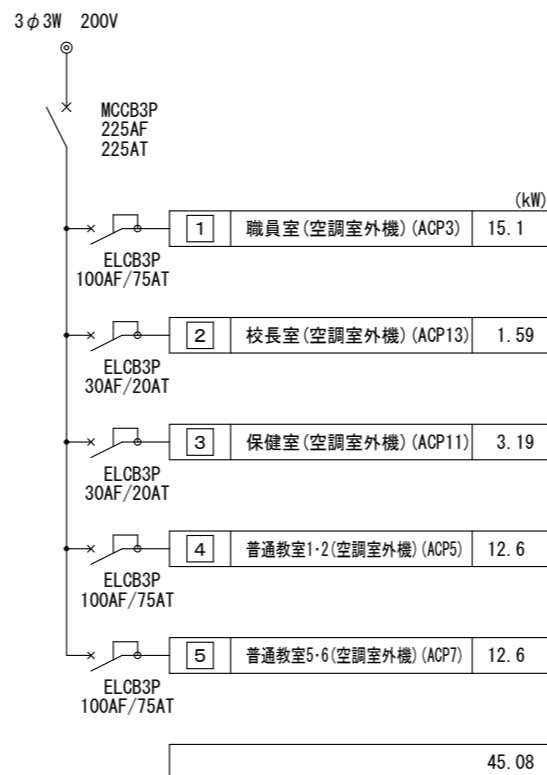 3φ3W 200V
MCCB3P
225AF
225AT
(kW)
1 職員室(空調室外機)(ACP3) 15.1
ELCB3P
100AF/75AT
2 校長室(空調室外機)(ACP13) 1.59
ELCB3P
30AF/20AT
3 保健室(空調室外機)(ACP11) 3.19
ELCB3P
30AF/20AT
4 普通教室1・2(空調室外機)(ACP5) 12.6
ELCB3P
100AF/75AT
5 普通教室5・6(空調室外機)(ACP7) 12.6
ELCB3P
100AF/75AT
45.08